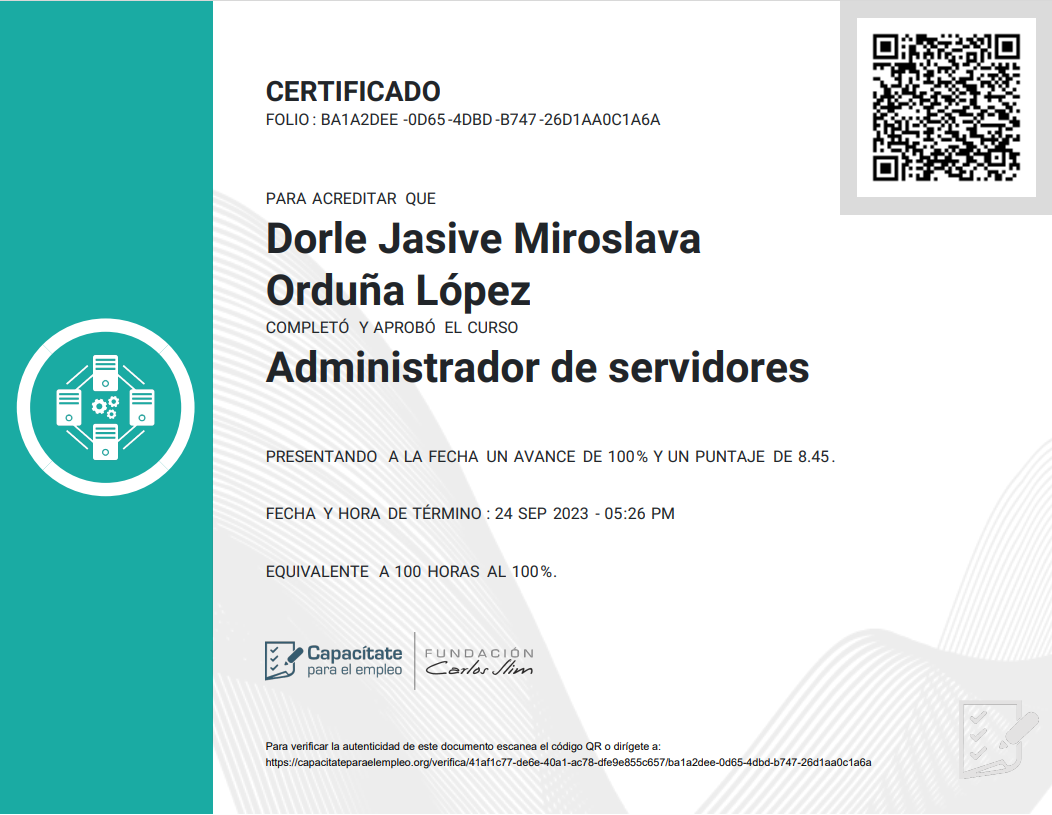 CERTIFICADO
FOLIO : BA1A2DEE -0D65 -4DBD -B747 -26D1AA0C1A6A
PARA ACREDITAR QUE
Dorle Jasive Miroslava
Orduña López
COMPLETÓ Y APROBÓ EL CURSO
Administrador de servidores
PRESENTANDO A LA FECHA UN AVANCE DE 100% Y UN PUNTAJE DE 8.45.
FECHA Y HORA DE TÉRMINO : 24 SEP 2023 - 05:26 PM
EQUIVALENTE A 100 HORAS AL 100%.
Capacítate
para el empleo
FUNDACIÓN
Carlos Slim
Para verificar la autenticidad de este documento escanea el código QR o dirígete a:
https://capacitateparaelempleo.org/verifica/41af1c77-de6e-40a1-ac78-dfe9e855c657/ba1a2dee-0d65-4dbd-b747-26d1aa0c1a6a